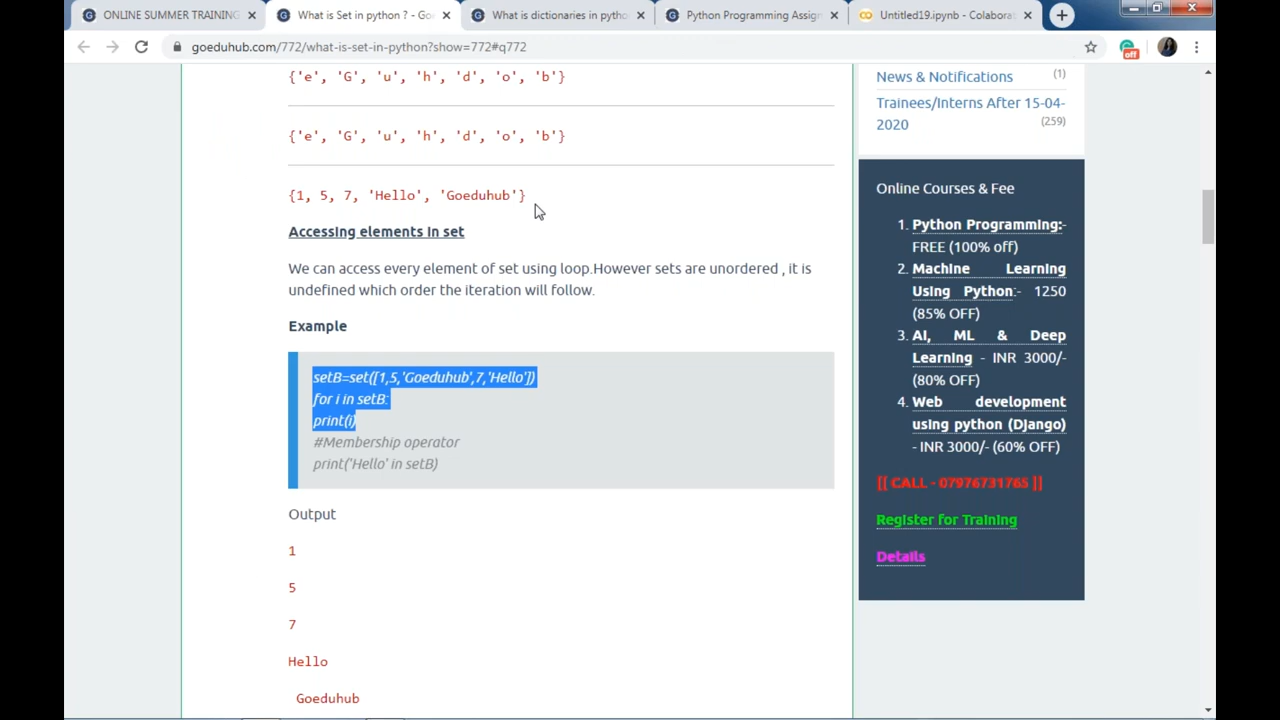 ONLINE SUMMER TRAINING
What is Set in python ? - Go
What is dictionaries in pytho
Python Programming Assig
Untitled19.ipynb - Colaborat
goeduhub.com/772/what-is-set-in-python?show=772#q772
off
{'e', 'G', 'u', 'h', 'd', 'o', 'b'}
{'e', 'G', 'u', 'h', 'd', 'o', 'b'}
{1, 5, 7, 'Hello', 'Goeduhub'}
Accessing elements in set
We can access every element of set using loop.However sets are unordered , it is
undefined which order the iteration will follow.
Example
setB=set([1,5,'Goeduhub',7,'Hello'])
for i in setB:
print(i)
#Membership operator
print('Hello' in setB)
Output
1
5
7
Hello
Goeduhub
News & Notifications (1)
Trainees/Interns After 15-04-
2020 (259)
Online Courses & Fee
1. Python Programming:-
FREE (100% off)
2. Machine Learning
Using Python:- 1250
(85% OFF)
3. AI, ML & Deep
Learning - INR 3000/-
(80% OFF)
4. Web development
using python (Django)
- INR 3000/- (60% OFF)
[[ CALL - 07976731765 ]]
Register for Training
Details